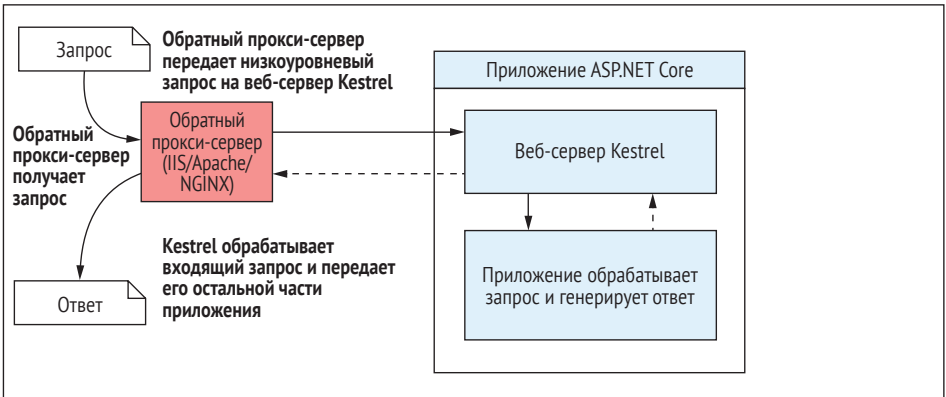 Запрос
Обратный прокси-сервер
передает низкоуровневый
запрос на веб-сервер Kestrel
Обратный
прокси-сервер
получает
запрос
Обратный
прокси-сервер
(IIS/Apache/
NGINX)
Приложение ASP.NET Core
Веб-сервер Kestrel
Kestrel обрабатывает
входящий запрос и передает
его остальной части
приложения
Приложение обрабатывает
запрос и генерирует ответ
Ответ